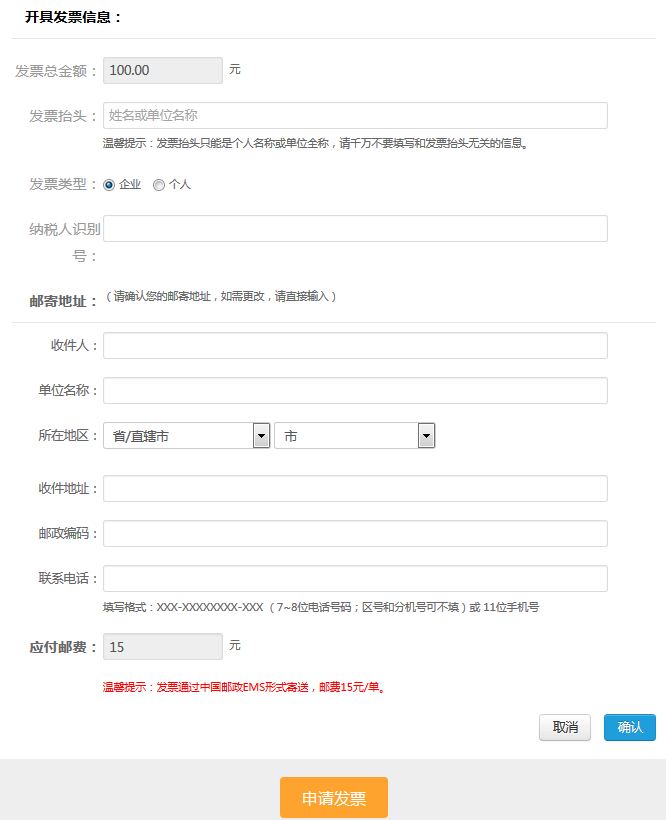 开具发票信息：
发票总金额： 100.00 元
发票抬头： 姓名或单位名称
温馨提示：发票抬头只能是个人名称或单位全称，请千万不要填写和发票抬头无关的信息。
发票类型： 企业 个人
纳税人识别
号：
邮寄地址： （请确认您的邮寄地址，如需更改，请直接输入）
收件人：
单位名称：
所在地区： 省/直辖市 市
收件地址：
邮政编码：
联系电话：
填写格式：XXX-XXXXXXXX-XXX （7~8位电话号码；区号和分机号可不填）或 11位手机号
应付邮费： 15 元
温馨提示：发票通过中国邮政EMS形式寄送，邮费15元/单。
取消 确认
申请发票